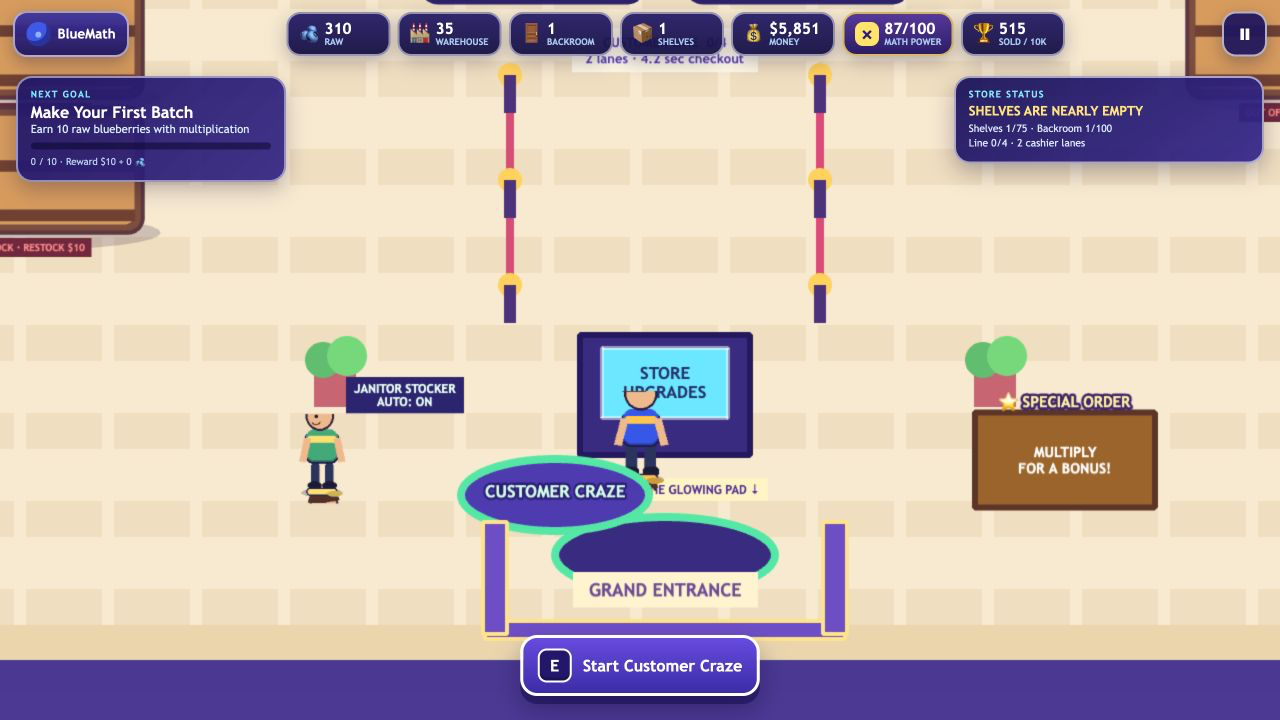 BlueMath
310
RAW
35
WAREHOUSE
1
BACKROOM
1
SHELVES
$5,851
MONEY
87/100
MATH POWER
515
SOLD / 10K
2 lanes · 4.2 sec checkout
NEXT GOAL
Make Your First Batch
Earn 10 raw blueberries with multiplication
0 / 10 · Reward $10 + 0
STORE STATUS
SHELVES ARE NEARLY EMPTY
Shelves 1/75 · Backroom 1/100
Line 0/4 · 2 cashier lanes
OF
CK · RESTOCK $10
JANITOR STOCKER
AUTO: ON
STORE
UPGRADES
SPECIAL ORDER
MULTIPLY
FOR A BONUS!
CUSTOMER CRAZE
GLOWING PAD ↓
GRAND ENTRANCE
E Start Customer Craze